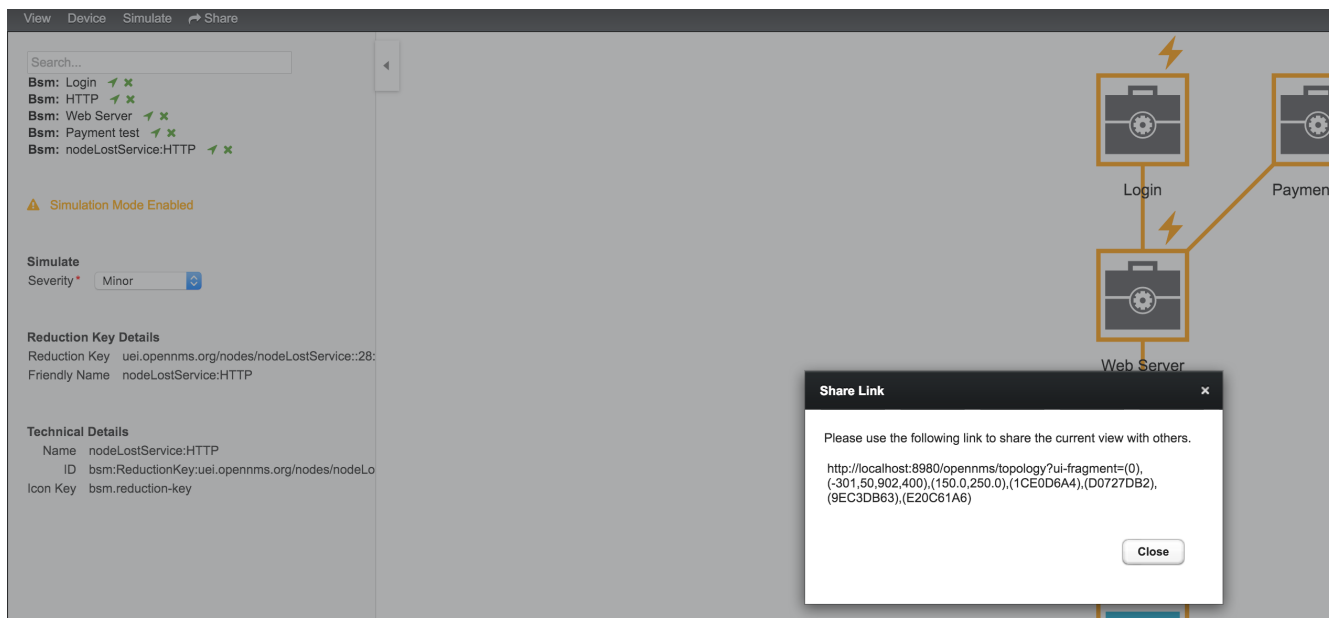 View Device Simulate Share
Search...
Bsm: Login
Bsm: HTTP
Bsm: Web Server
Bsm: Payment test
Bsm: nodeLostService:HTTP
Simulation Mode Enabled
Simulate
Severity* Minor
Reduction Key Details
Reduction Key uei.opennms.org/nodes/nodeLostService::28:
Friendly Name nodeLostService:HTTP
Technical Details
Name nodeLostService:HTTP
ID bsm:ReductionKey:uei.opennms.org/nodes/nodeLo
Icon Key bsm.reduction-key
Login
Paymen
Web Server
Share Link ×
Please use the following link to share the current view with others.
http://localhost:8980/opennms/topology?ui-fragment=(0),
(-301,50,902,400),(150.0,250.0),(1CE0D6A4),(D0727DB2),
(9EC3DB63),(E20C61A6)
Close